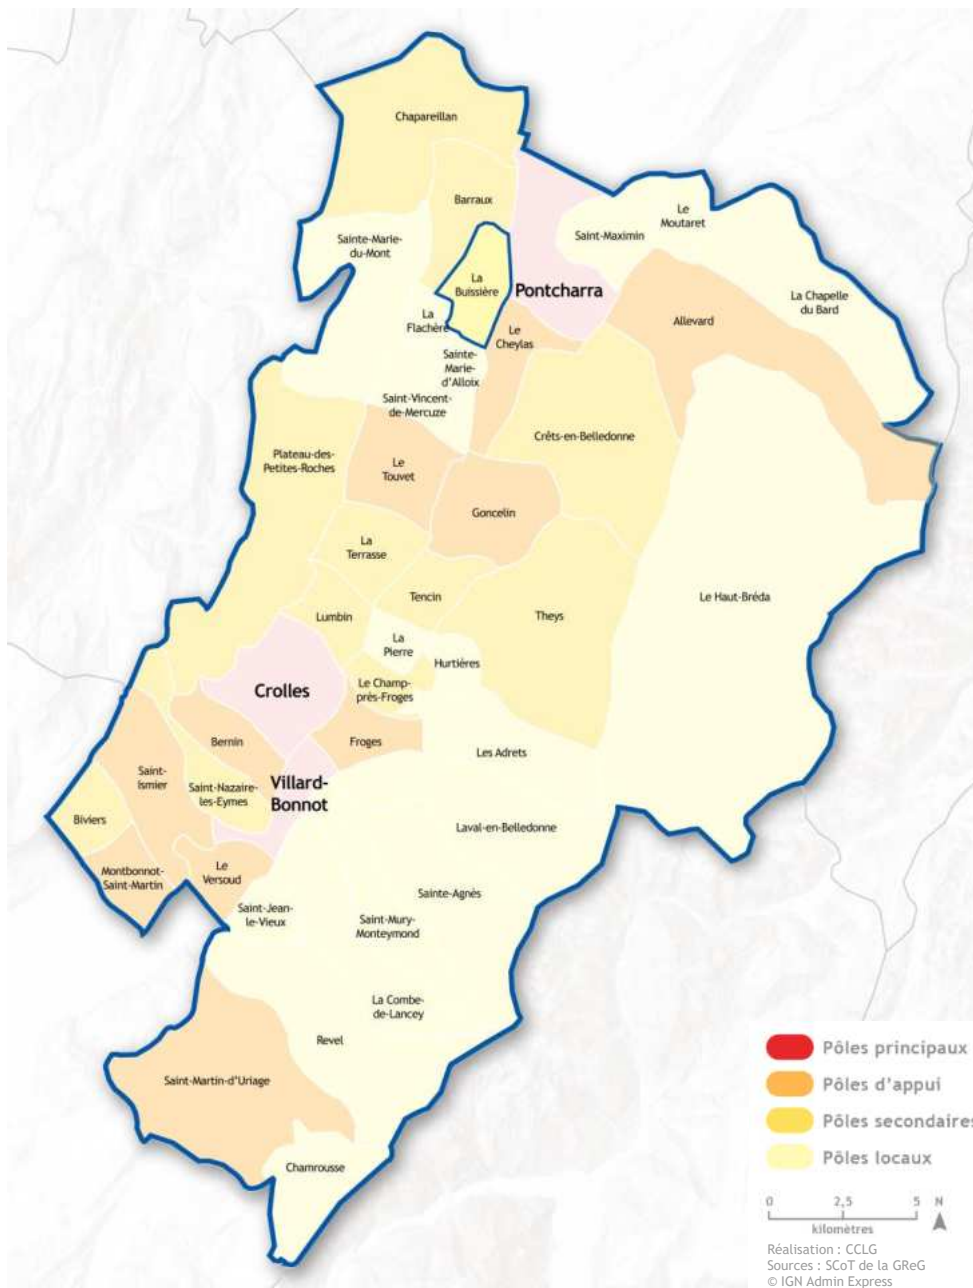 Chapareillan
Barraux
Le
Moutaret
Saint-Maximin
Sainte-Marie-
du-Mont
La
Buissière
Pontcharra
La Chapelle
du Bard
La
Flachère
Allevard
Le
Cheylas
Sainte-
Marie-
d'Alloix
Saint-Vincent-
de-Mercuze
Crêts-en-Belledonne
Plateau-des-
Petites-Roches
Le
Touvet
Goncelin
La
Terrasse
Tencin
Le Haut-Bréda
Lumbin
Theys
La
Pierre
Hurtières
Crolles
Le Champ-
près-Froges
Bernin
Froges
Les Adrets
Saint-
Ismier
Saint-Nazaire-
les-Eymes
Villard-
Bonnot
Biviers
Laval-en-Belledonne
Montbonnot-
Saint-Martin
Le
Versoud
Sainte-Agnès
Saint-Jean-
le-Vieux
Saint-Mury-
Monteymond
La Combe-
de-Lancey
Revel
Saint-Martin-d'Uriage
Chamrousse
Pôles principaux
Pôles d'appui
Pôles secondaires
Pôles locaux
0 2,5 5 N
kilomètres
Réalisation : CCLG
Sources : SCoT de la GReG
© IGN Admin Express